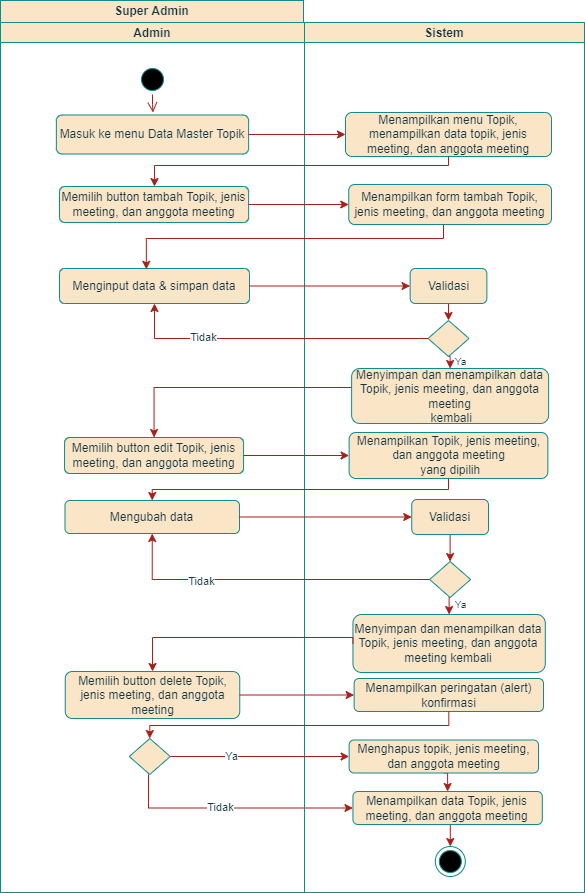 Super Admin
Admin
Sistem
Masuk ke menu Data Master Topik
Menampilkan menu Topik,
menampilkan data topik, jenis
meeting, dan anggota meeting
Memilih button tambah Topik, jenis
meeting, dan anggota meeting
Menampilkan form tambah Topik,
jenis meeting, dan anggota meeting
Menginput data & simpan data
Validasi
Tidak
Ya
Menyimpan dan menampilkan data
Topik, jenis meeting, dan anggota
meeting
kembali
Memilih button edit Topik, jenis
meeting, dan anggota meeting
Menampilkan Topik, jenis meeting,
dan anggota meeting
yang dipilih
Mengubah data
Validasi
Tidak
Ya
Menyimpan dan menampilkan data
Topik, jenis meeting, dan anggota
meeting kembali
Memilih button delete Topik,
jenis meeting, dan anggota
meeting
Menampilkan peringatan (alert)
konfirmasi
Ya
Menghapus topik, jenis meeting,
dan anggota meeting
Tidak
Menampilkan data Topik, jenis
meeting, dan anggota meeting